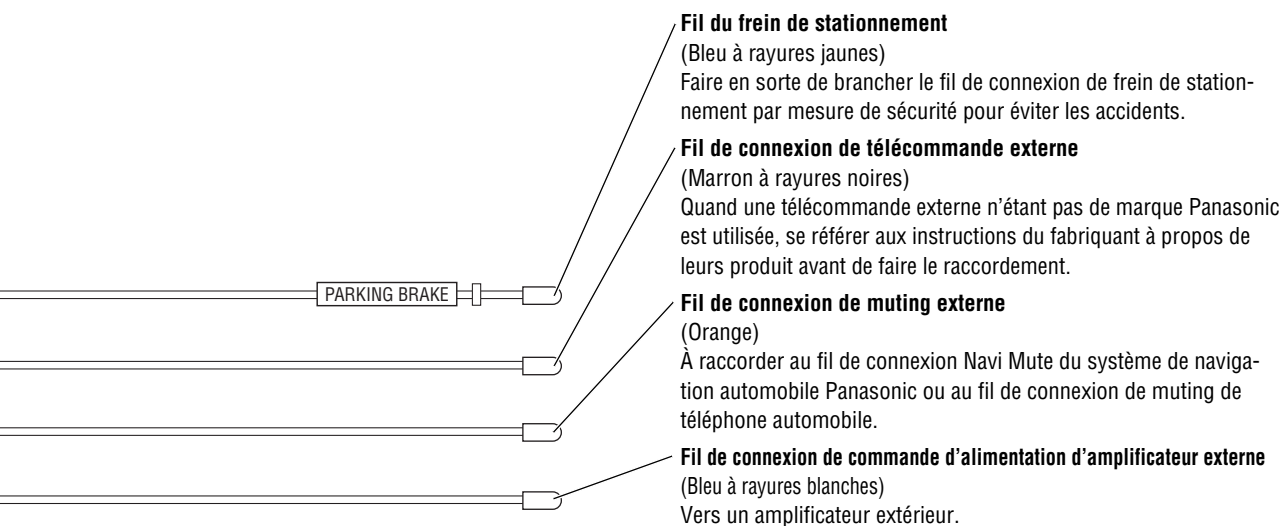 Fil du frein de stationnement
(Bleu à rayures jaunes)
Faire en sorte de brancher le fil de connexion de frein de station-
nement par mesure de sécurité pour éviter les accidents.
Fil de connexion de télécommande externe
(Marron à rayures noires)
Quand une télécommande externe n’étant pas de marque Panasonic
est utilisée, se référer aux instructions du fabriquant à propos de
leurs produit avant de faire le raccordement.
PARKING BRAKE
Fil de connexion de muting externe
(Orange)
À raccorder au fil de connexion Navi Mute du système de naviga-
tion automobile Panasonic ou au fil de connexion de muting de
téléphone automobile.
Fil de connexion de commande d’alimentation d’amplificateur externe
(Bleu à rayures blanches)
Vers un amplificateur extérieur.